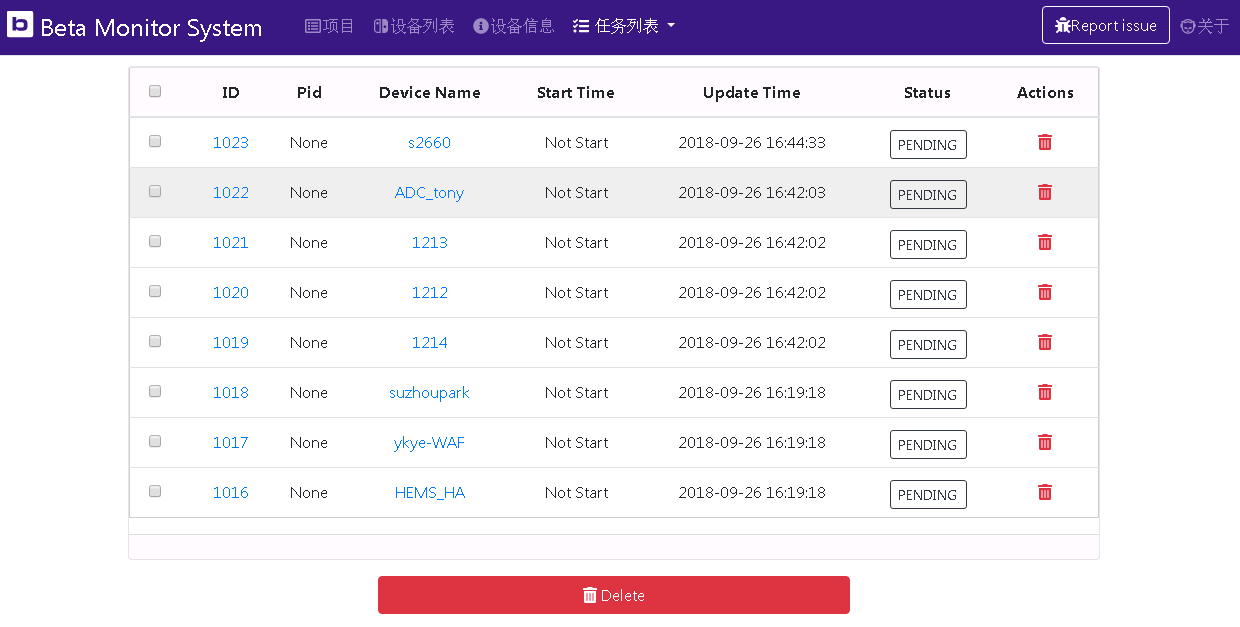 b Beta Monitor System 项目 设备列表 设备信息 任务列表 Report issue 关于
ID Pid Device Name Start Time Update Time Status Actions
1023 None s2660 Not Start 2018-09-26 16:44:33 PENDING
1022 None ADC_tony Not Start 2018-09-26 16:42:03 PENDING
1021 None 1213 Not Start 2018-09-26 16:42:02 PENDING
1020 None 1212 Not Start 2018-09-26 16:42:02 PENDING
1019 None 1214 Not Start 2018-09-26 16:42:02 PENDING
1018 None suzhoupark Not Start 2018-09-26 16:19:18 PENDING
1017 None ykye-WAF Not Start 2018-09-26 16:19:18 PENDING
1016 None HEMS_HA Not Start 2018-09-26 16:19:18 PENDING
Delete